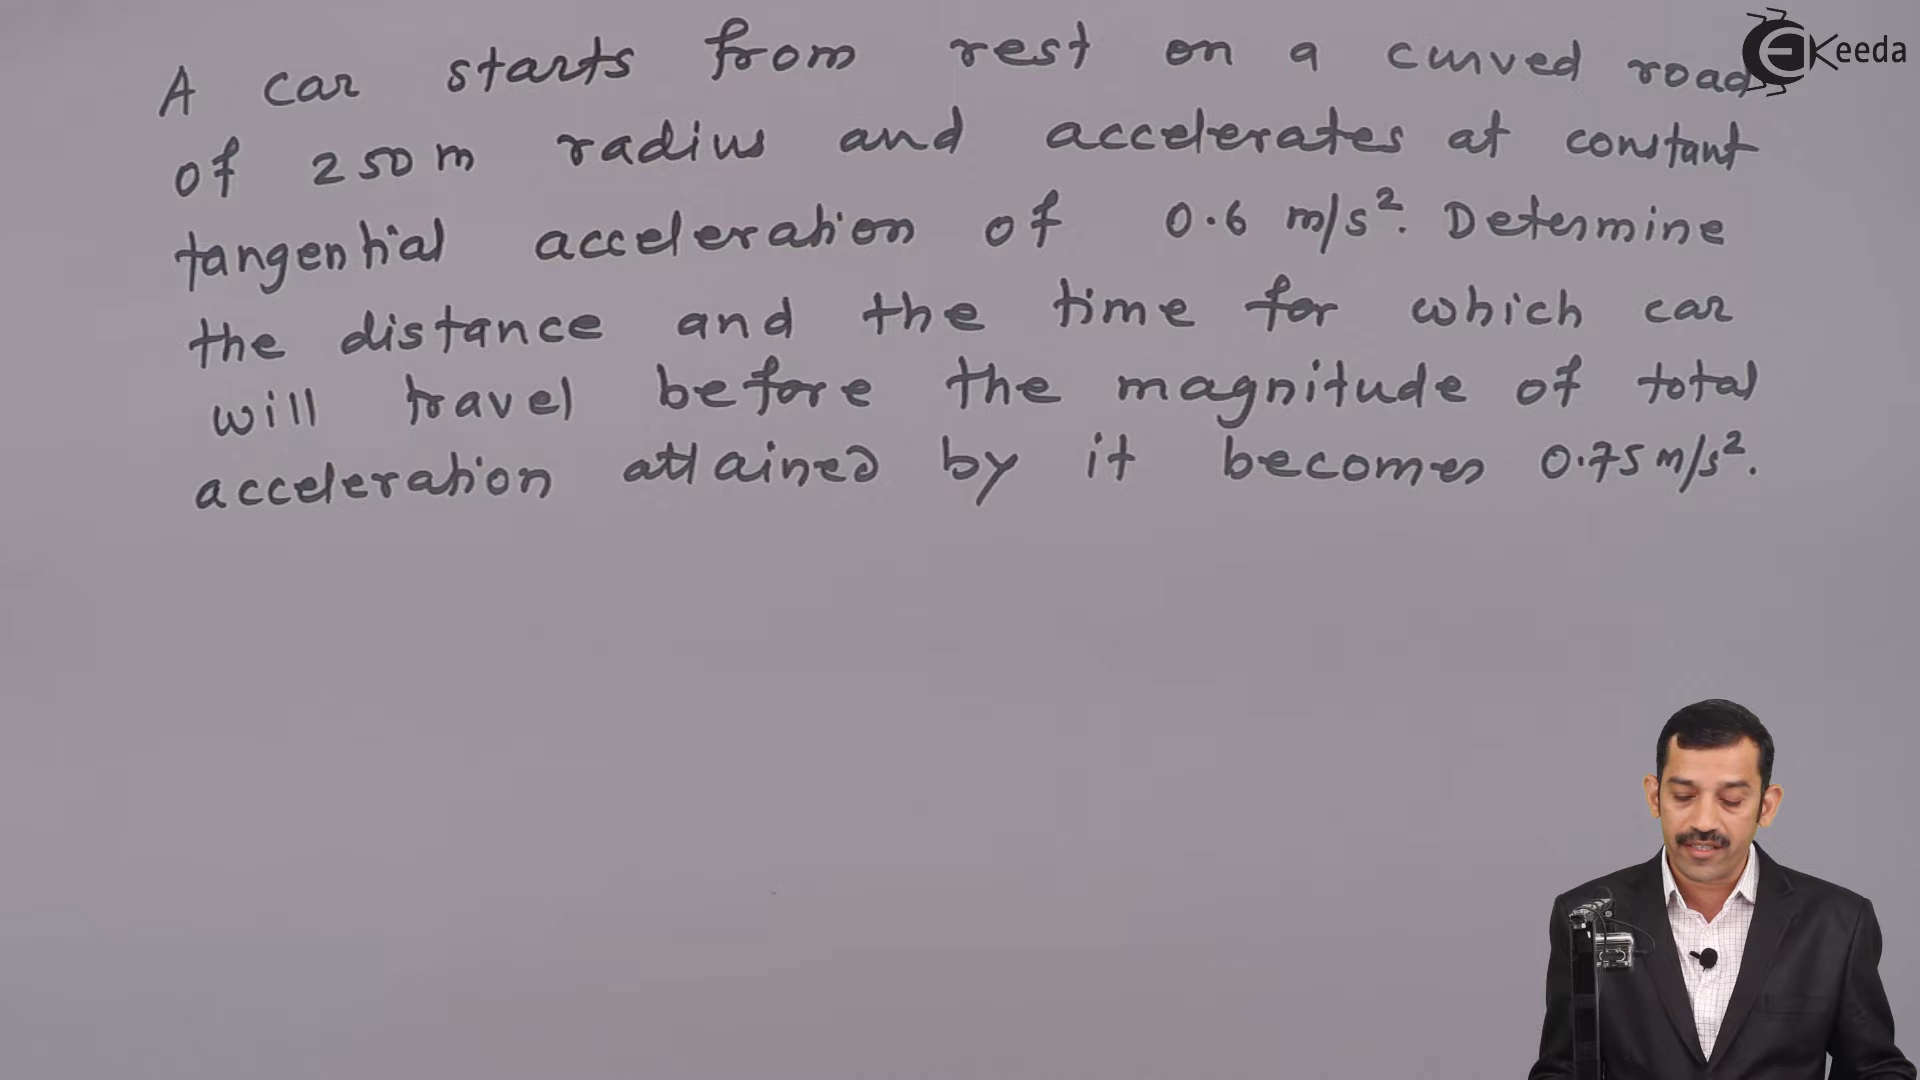 A car starts from rest on a curved road
of 250 m radius and accelerates at constant
tangential acceleration of 0.6 m/s². Determine
the distance and the time for which car
will travel before the magnitude of total
acceleration attained by it becomes 0.75 m/s².
EKeeda